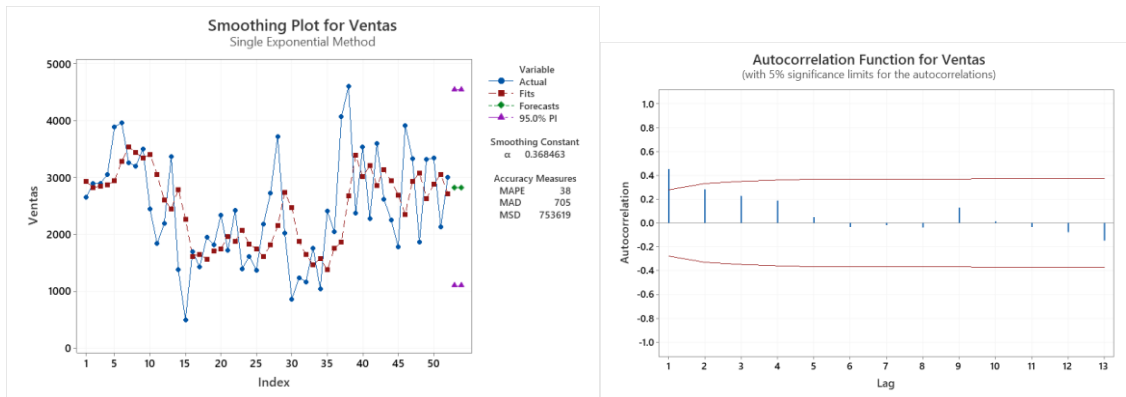 Smoothing Plot for Ventas
Single Exponential Method
5000
4000
3000
2000
1000
0
Ventas
1 5 10 15 20 25 30 35 40 45 50
Index
Variable
Actual
Fits
Forecasts
95.0% PI
Smoothing Constant
α 0.368463
Accuracy Measures
MAPE 38
MAD 705
MSD 753619
Autocorrelation Function for Ventas
(with 5% significance limits for the autocorrelations)
1.0
0.8
0.6
0.4
0.2
0.0
-0.2
-0.4
-0.6
-0.8
-1.0
Autocorrelation
1 2 3 4 5 6 7 8 9 10 11 12 13
Lag